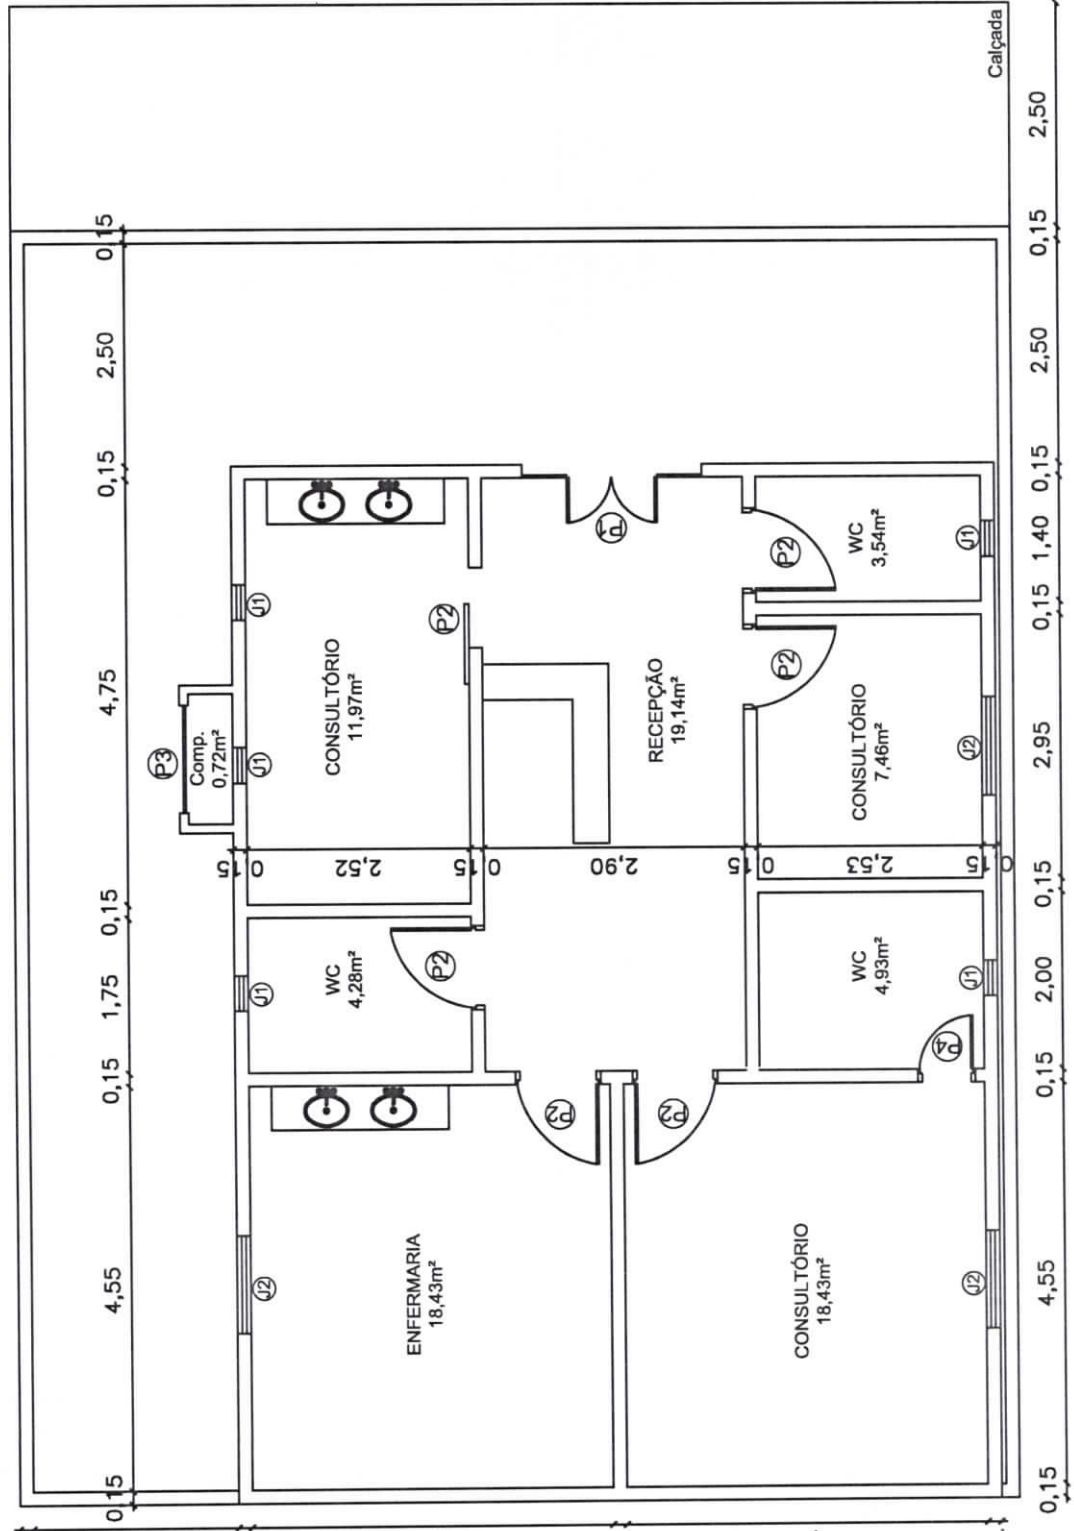 Calçada
0,15
2,50
0,15
4,75
0,15
1,75
0,15
4,55
0,15
2,50
0,15
2,50
0,15
1,40
0,15
2,95
0,15
2,00
0,15
4,55
0,15
P3
Comp.
0,72m²
J1
J1
CONSULTÓRIO
11,97m²
P2
P1
RECEPÇÃO
19,14m²
P2
WC
3,54m²
J1
P2
CONSULTÓRIO
7,46m²
J2
0,15
2,52
0,15
2,90
0,15
2,53
0,15
J1
WC
4,28m²
P2
WC
4,93m²
J1
P4
P2
P2
J2
ENFERMARIA
18,43m²
CONSULTÓRIO
18,43m²
J2